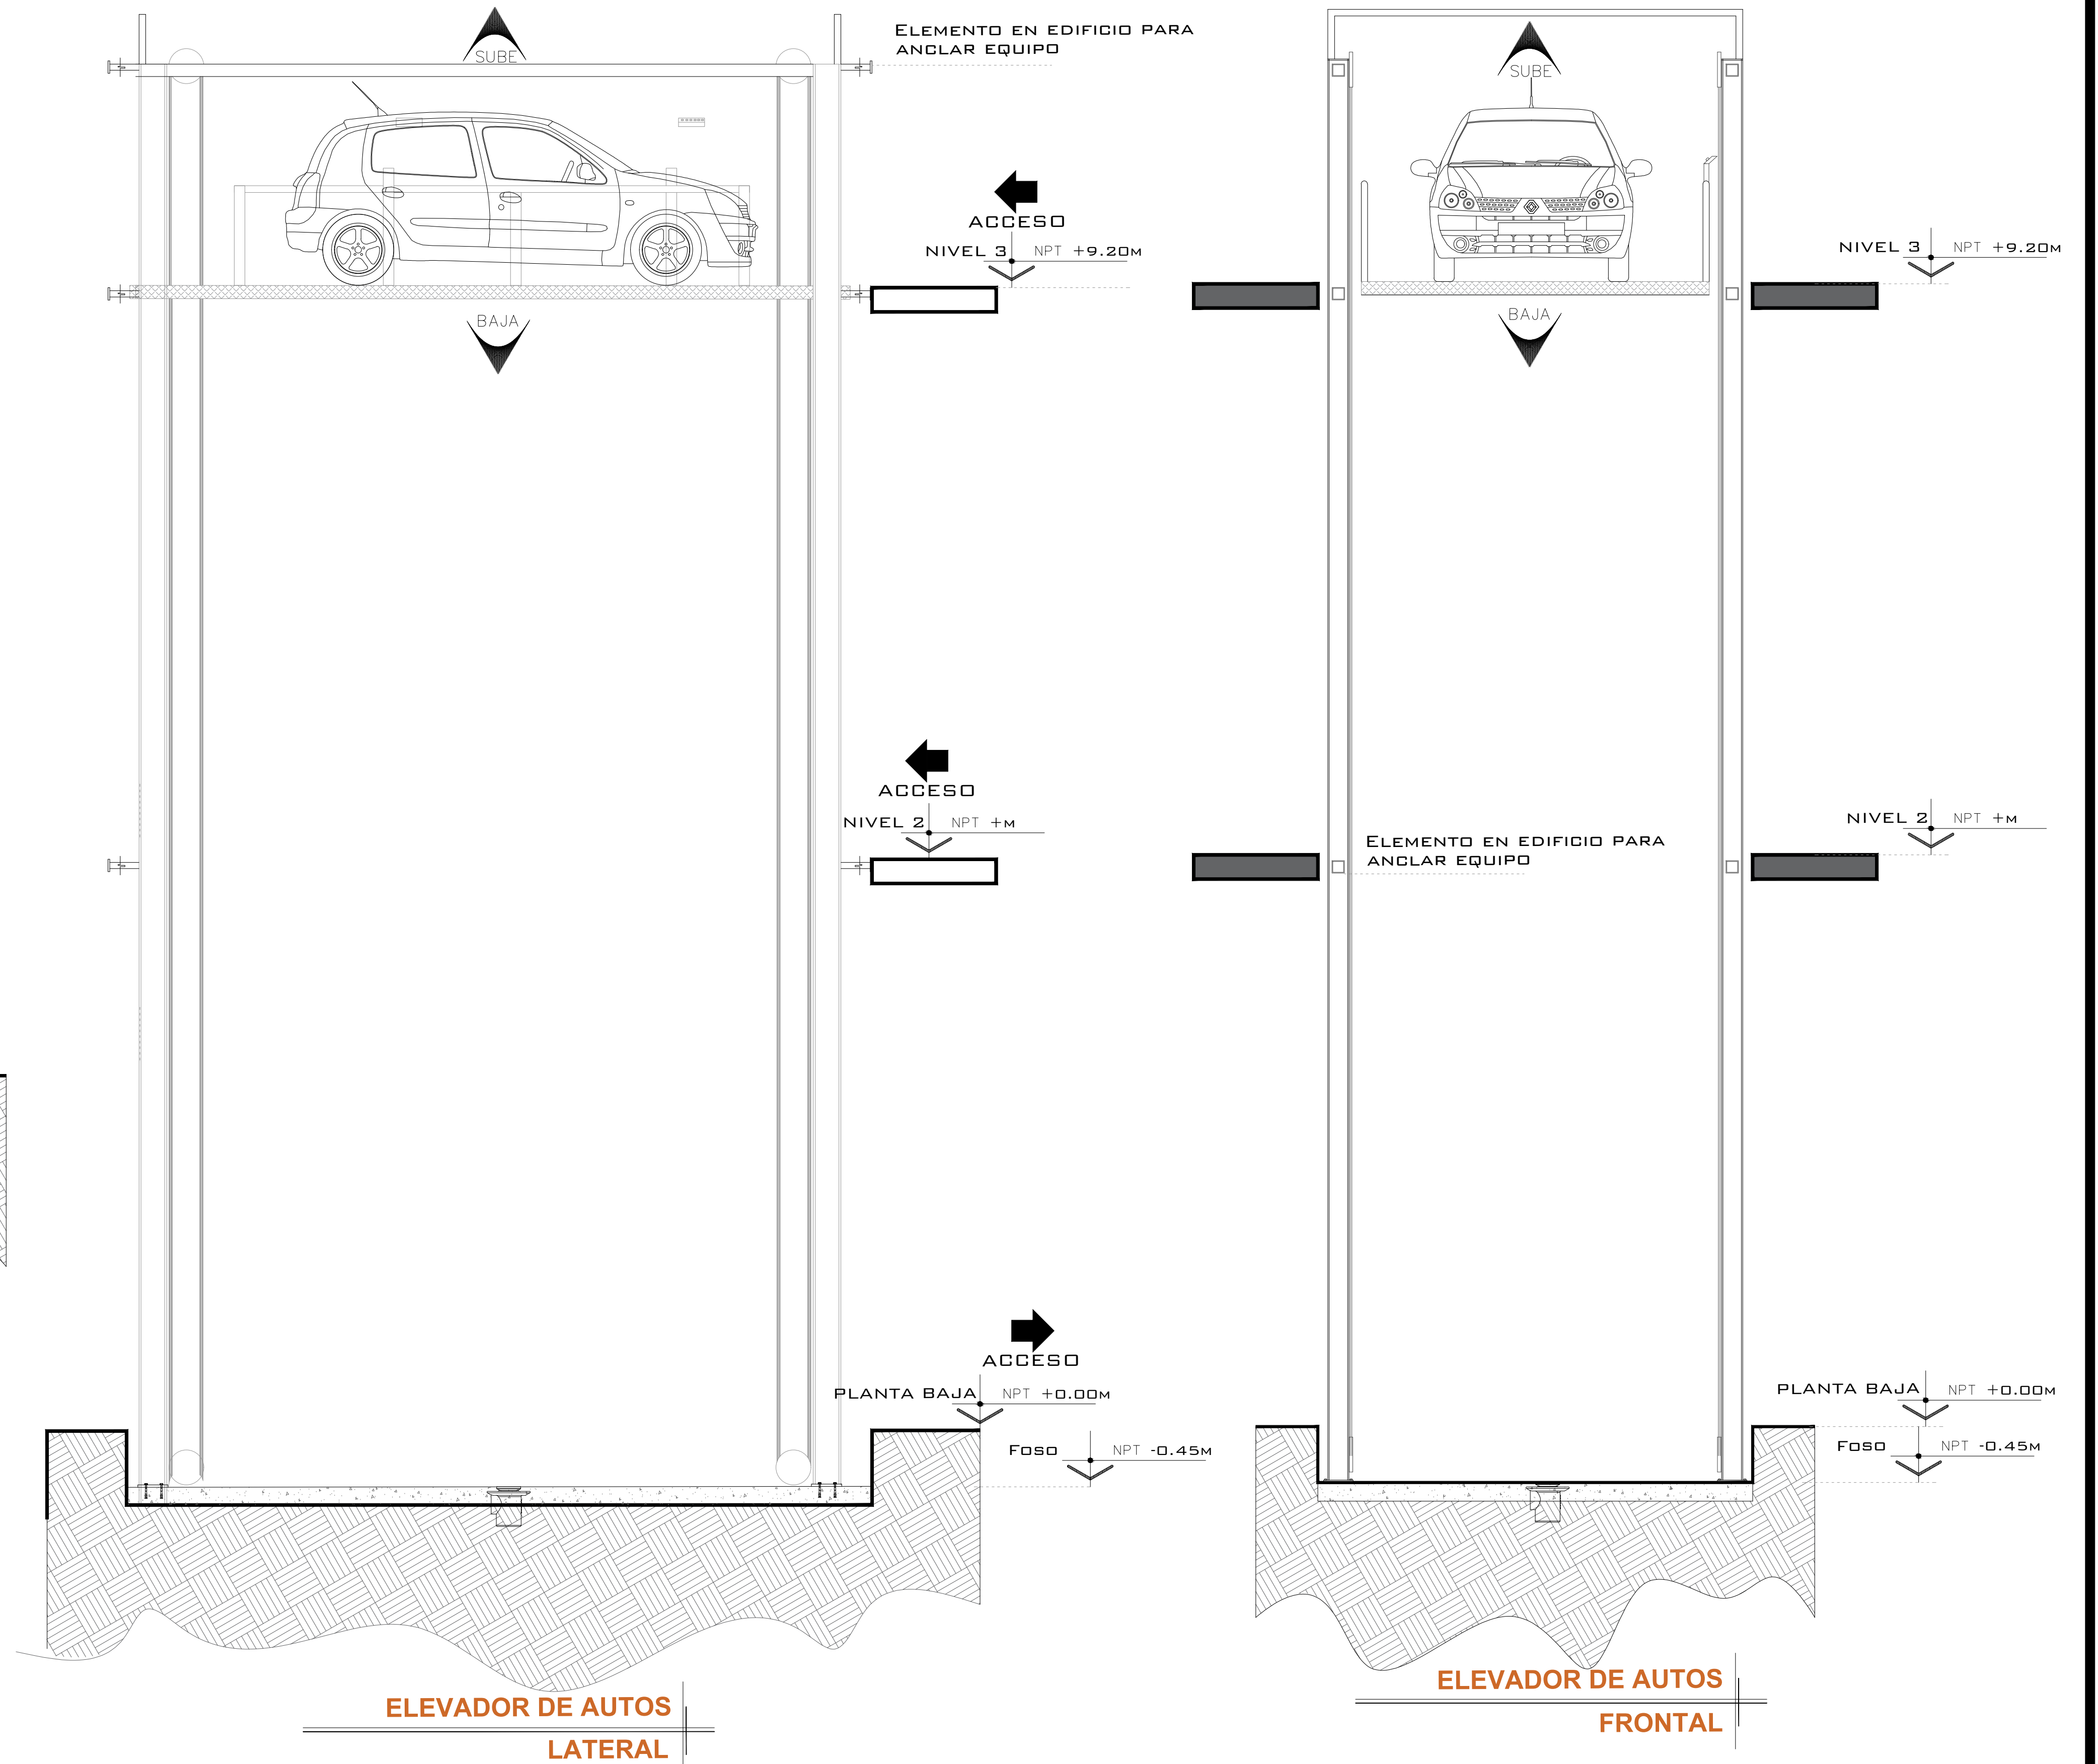 SUBE
ELEMENTO EN EDIFICIO PARA
ANCLAR EQUIPO
ACCESO
NIVEL 3 NPT +9.20M
BAJA
ACCESO
NIVEL 2 NPT +M
ACCESO
PLANTA BAJA NPT +0.00M
FOSO NPT -0.45M
ELEVADOR DE AUTOS
LATERAL
SUBE
NIVEL 3 NPT +9.20M
BAJA
NIVEL 2 NPT +M
ELEMENTO EN EDIFICIO PARA
ANCLAR EQUIPO
PLANTA BAJA NPT +0.00M
FOSO NPT -0.45M
ELEVADOR DE AUTOS
FRONTAL